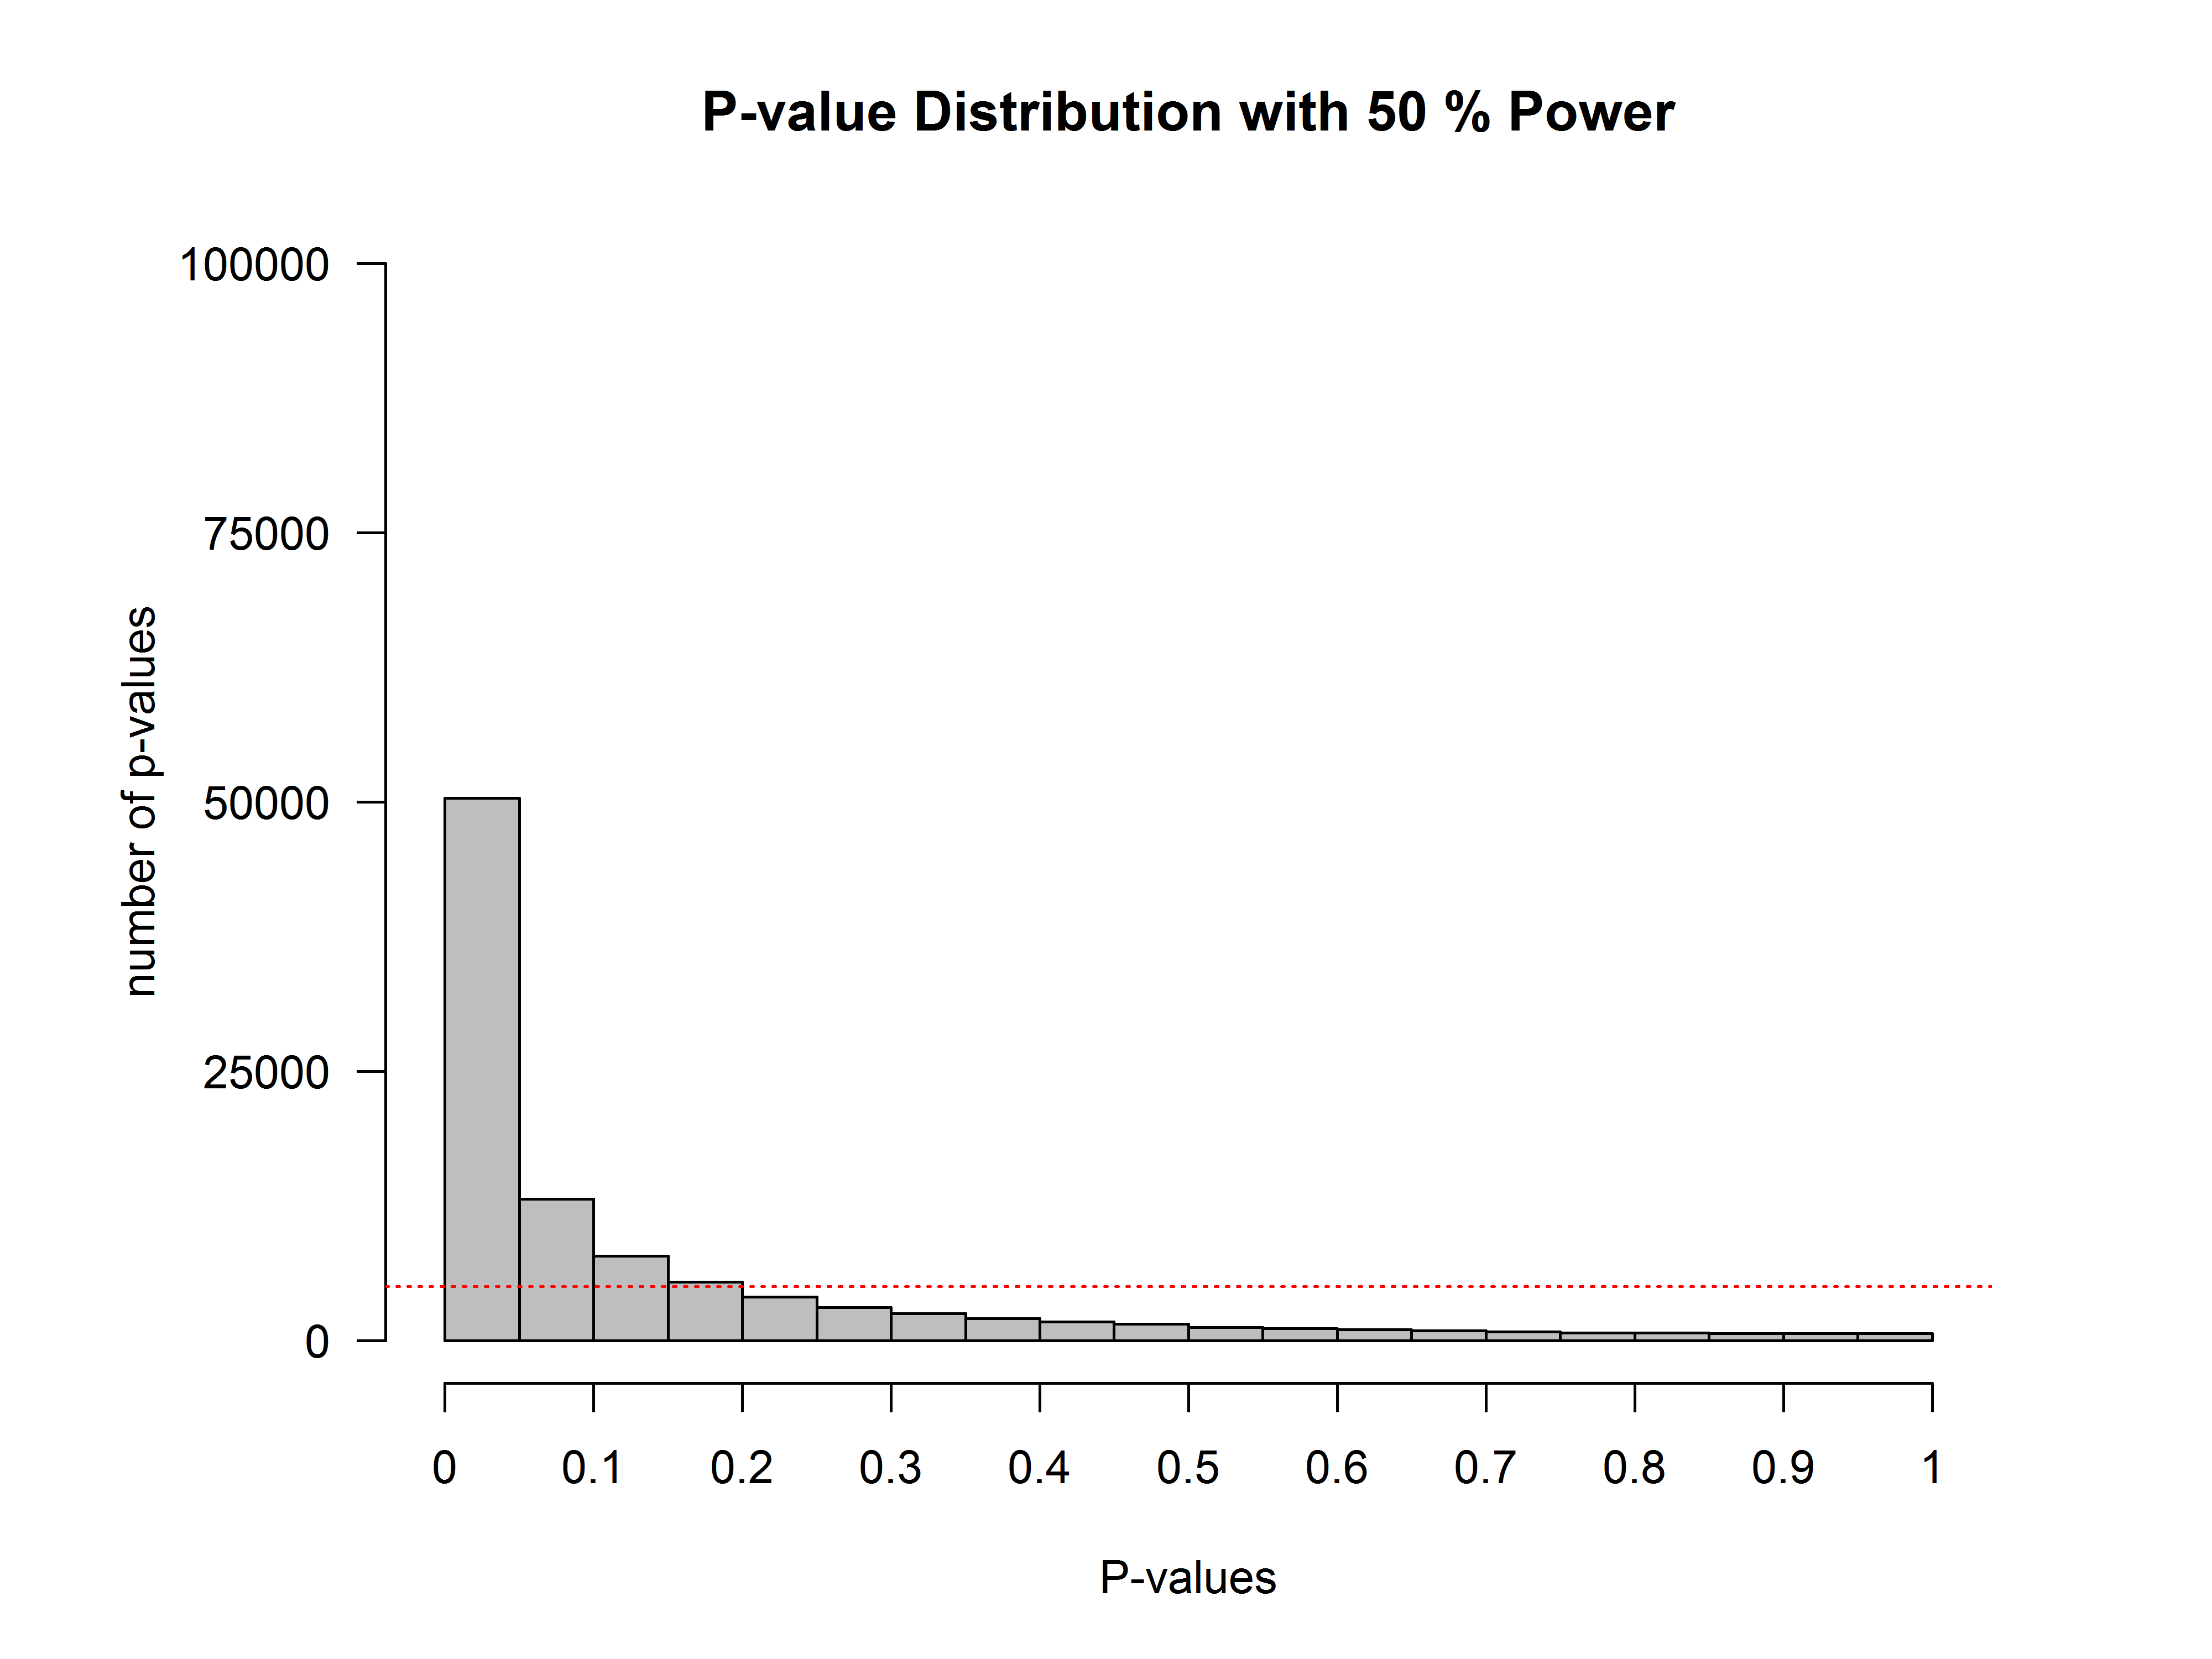 P-value Distribution with 50 % Power
100000
75000
50000
25000
0
number of p-values
0 0.1 0.2 0.3 0.4 0.5 0.6 0.7 0.8 0.9 1
P-values